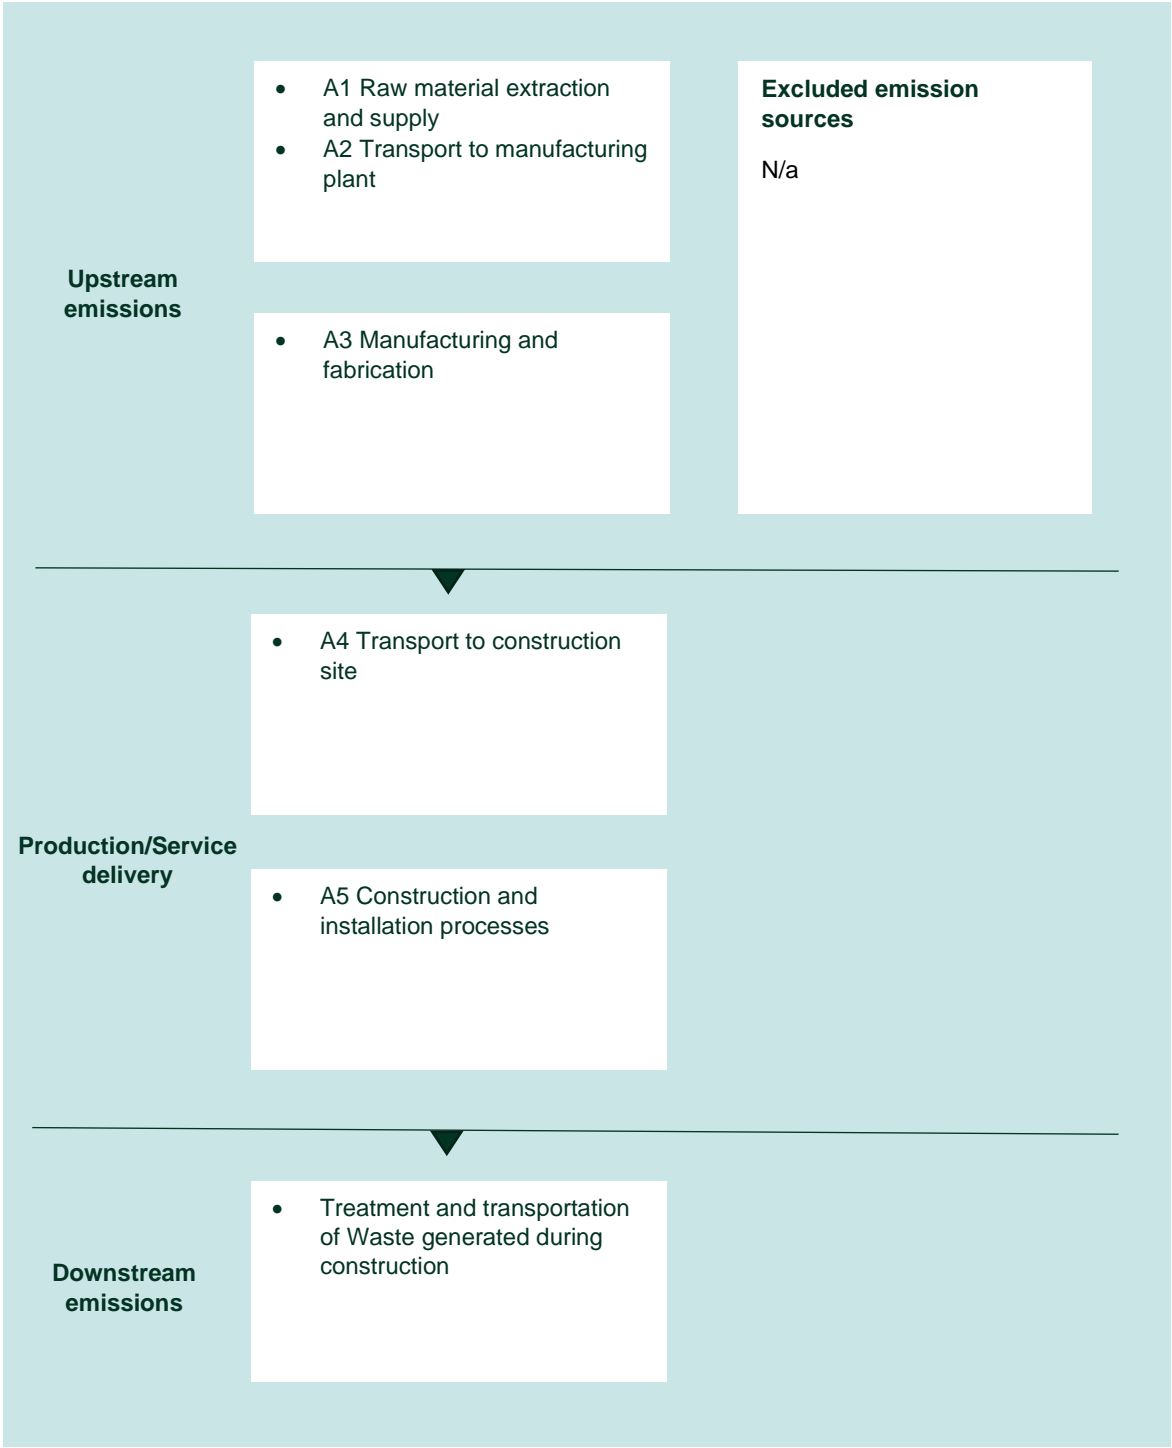 • A1 Raw material extraction
and supply
• A2 Transport to manufacturing
plant
Excluded emission
sources
N/a
Upstream
emissions
• A3 Manufacturing and
fabrication
• A4 Transport to construction
site
Production/Service
delivery
• A5 Construction and
installation processes
• Treatment and transportation
of Waste generated during
construction
Downstream
emissions